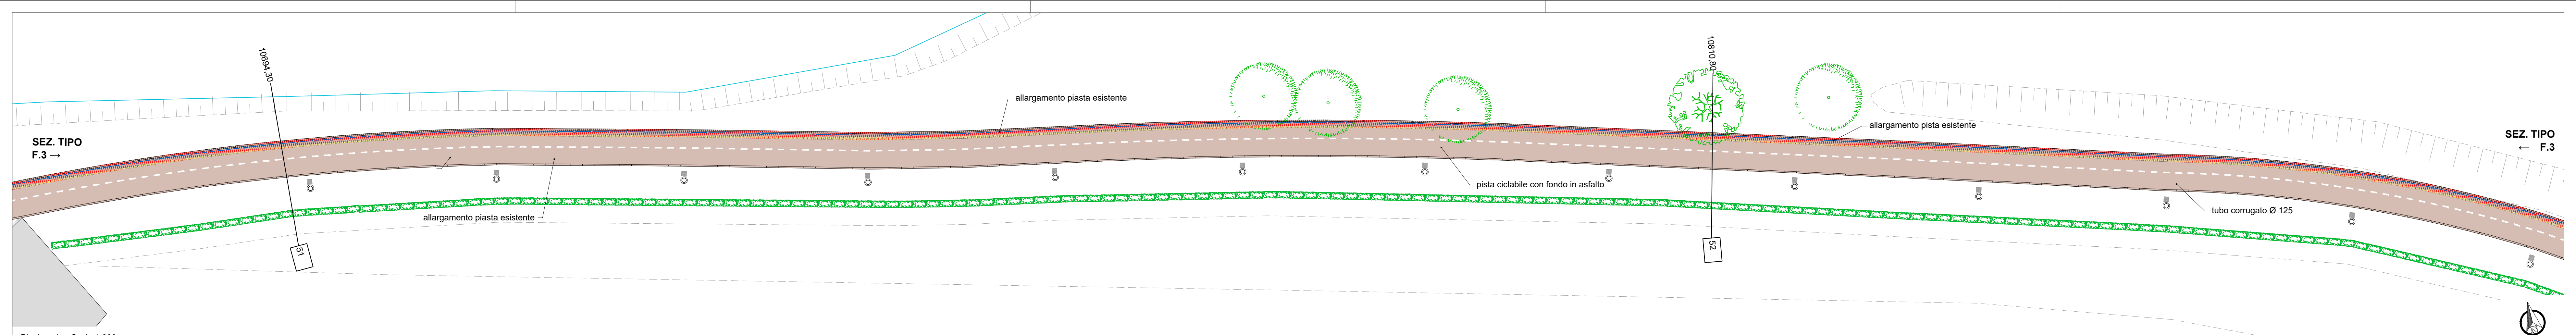 10694,30
10810,80
allargamento piasta esistente
allargamento pista esistente
SEZ. TIPO
F.3 →
SEZ. TIPO
← F.3
pista ciclabile con fondo in asfalto
tubo corrugato Ø 125
allargamento piasta esistente
51
52